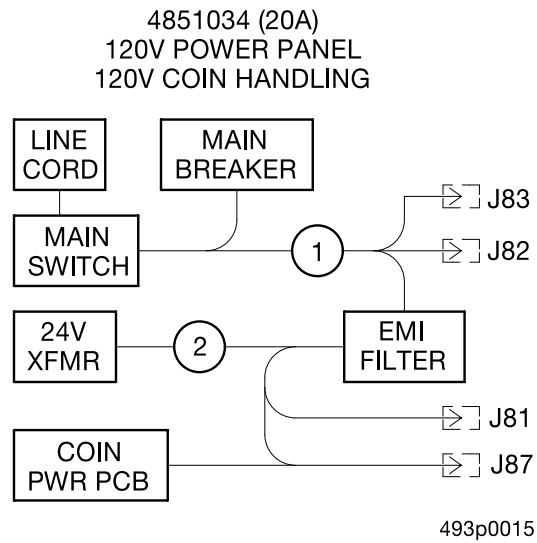 4851034 (20A)
120V POWER PANEL
120V COIN HANDLING
LINE
CORD
MAIN
BREAKER
J83
MAIN
SWITCH
1
J82
24V
XFMR
2
EMI
FILTER
J81
COIN
PWR PCB
J87
493p0015